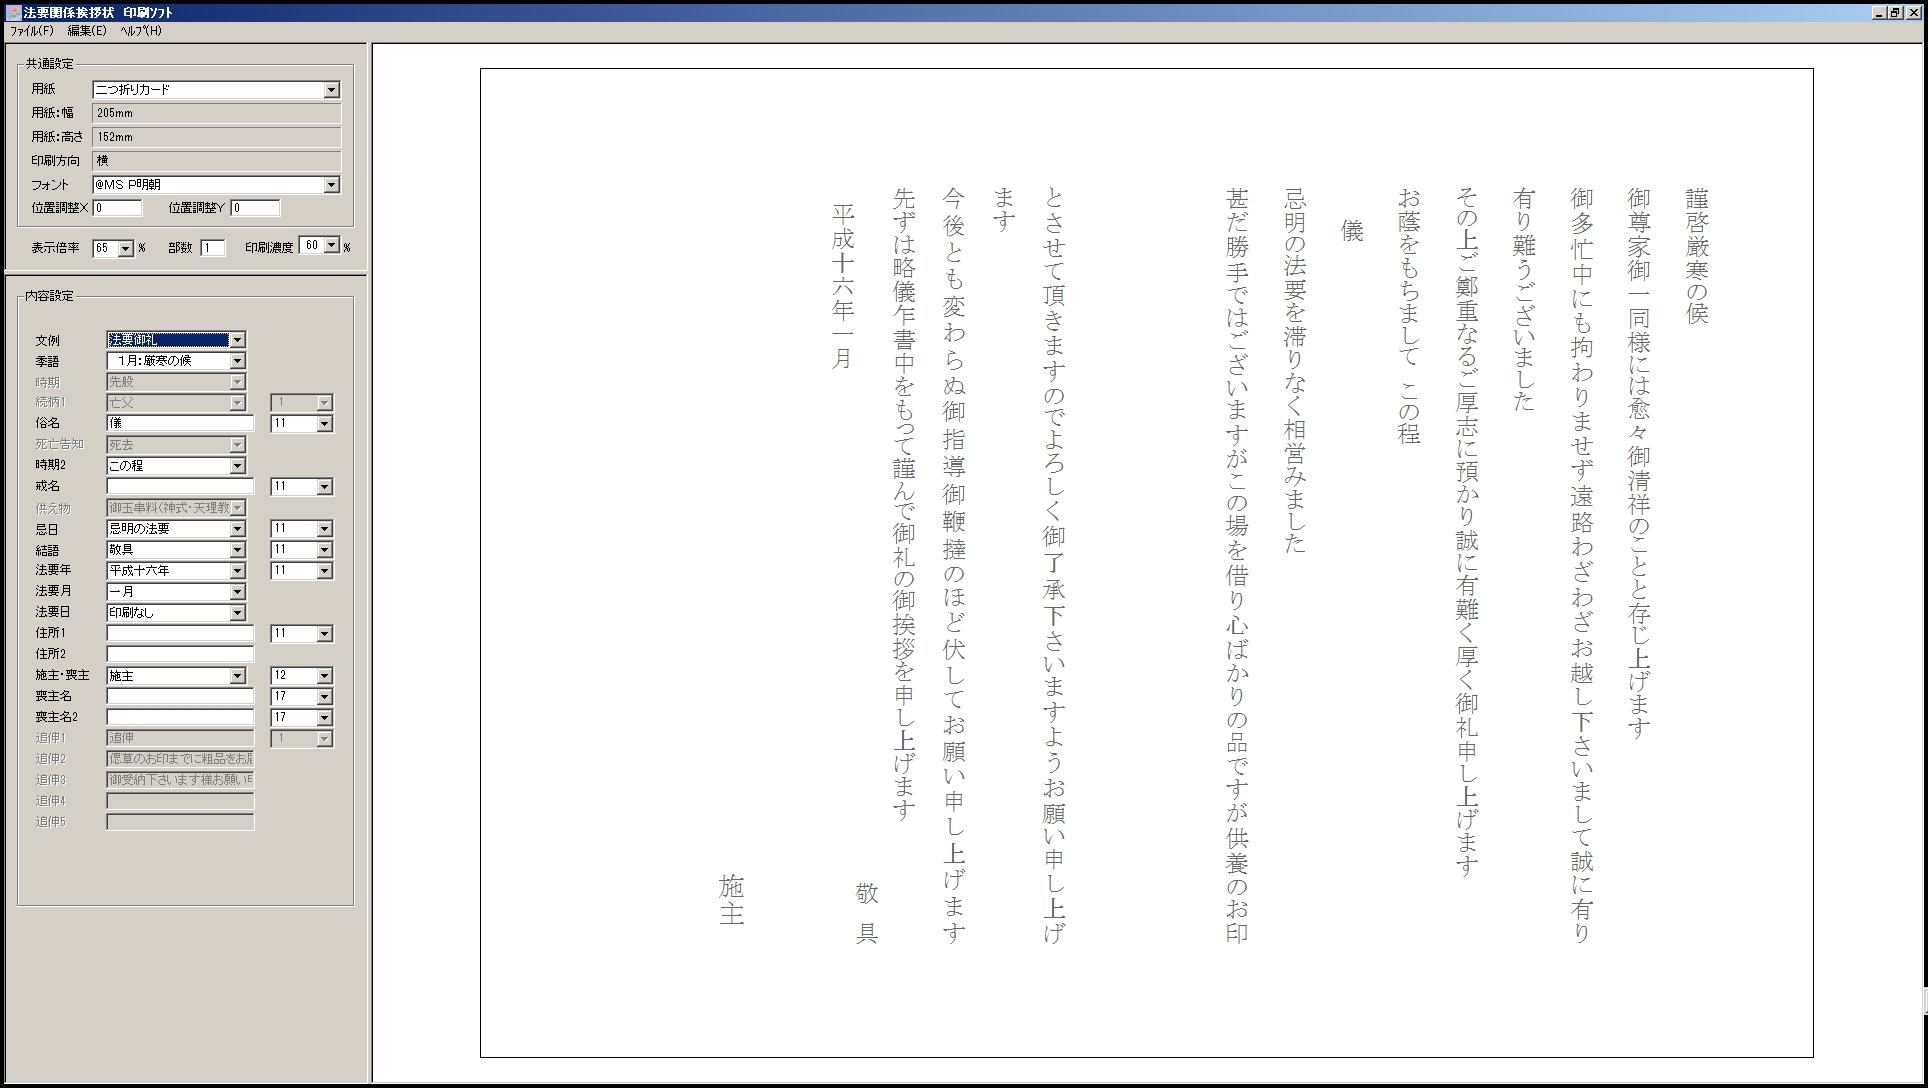 法要関係挨拶状 印刷ソフト
ファイル(F) 編集(E) ヘルプ(H)
共通設定
用紙 二つ折りカード
用紙:幅 205mm
用紙:高さ 152mm
印刷方向 横
フォント @MS P明朝
位置調整X 0 位置調整Y 0
表示倍率 65 % 部数 1 印刷濃度 60 %
内容設定
文例 法要御礼
季語 1月:厳寒の候
時期 先般
続柄1 亡父 1
俗名 儀 11
死亡告知 死去
時期2 この程
戒名 11
供え物 御玉串料(神式・天理教
忌日 忌明の法要 11
結語 敬具 11
法要年 平成十六年 11
法要月 一月
法要日 印刷なし
住所1 11
住所2
施主・喪主 施主 12
喪主名 17
喪主名2 17
追伸1 追伸 1
追伸2 偲草のお印までに粗品をお届
追伸3 御受納下さいます様お願い申
追伸4
追伸5
謹啓厳寒の候
御尊家御一同様には愈々御清祥のことと存じ上げます
御多忙中にも拘わりませず遠路わざわざお越し下さいまして誠に有り
有り難うございました
その上ご鄭重なるご厚志に預かり誠に有難く厚く御礼申し上げます
お蔭をもちまして この程
儀
忌明の法要を滞りなく相営みました
甚だ勝手ではございますがこの場を借り心ばかりの品ですが供養のお印
とさせて頂きますのでよろしく御了承下さいますようお願い申し上げ
ます
今後とも変わらぬ御指導御鞭撻のほど伏してお願い申し上げます
先ずは略儀乍書中をもって謹んで御礼の御挨拶を申し上げます
敬具
平成十六年一月
施主